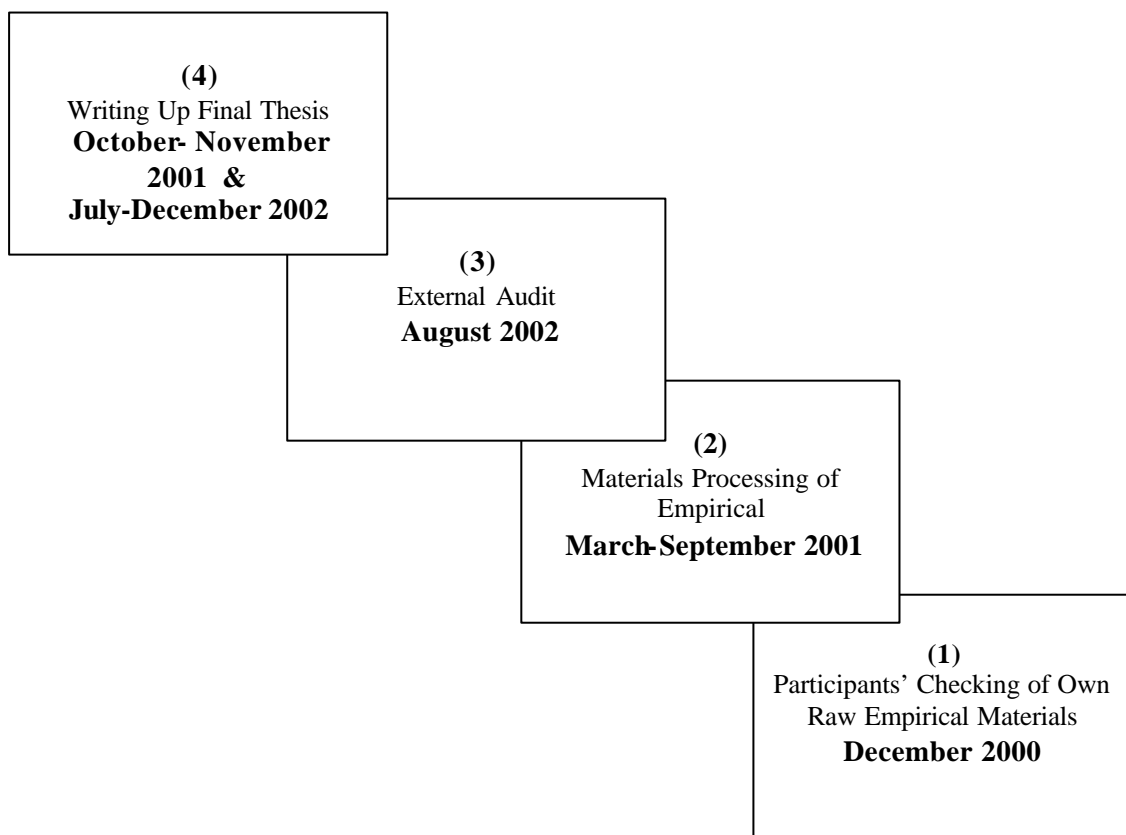 (4)
Writing Up Final Thesis
October- November
2001 &
July-December 2002
(3)
External Audit
August 2002
(2)
Materials Processing of
Empirical
March-September 2001
(1)
Participants’ Checking of Own
Raw Empirical Materials
December 2000